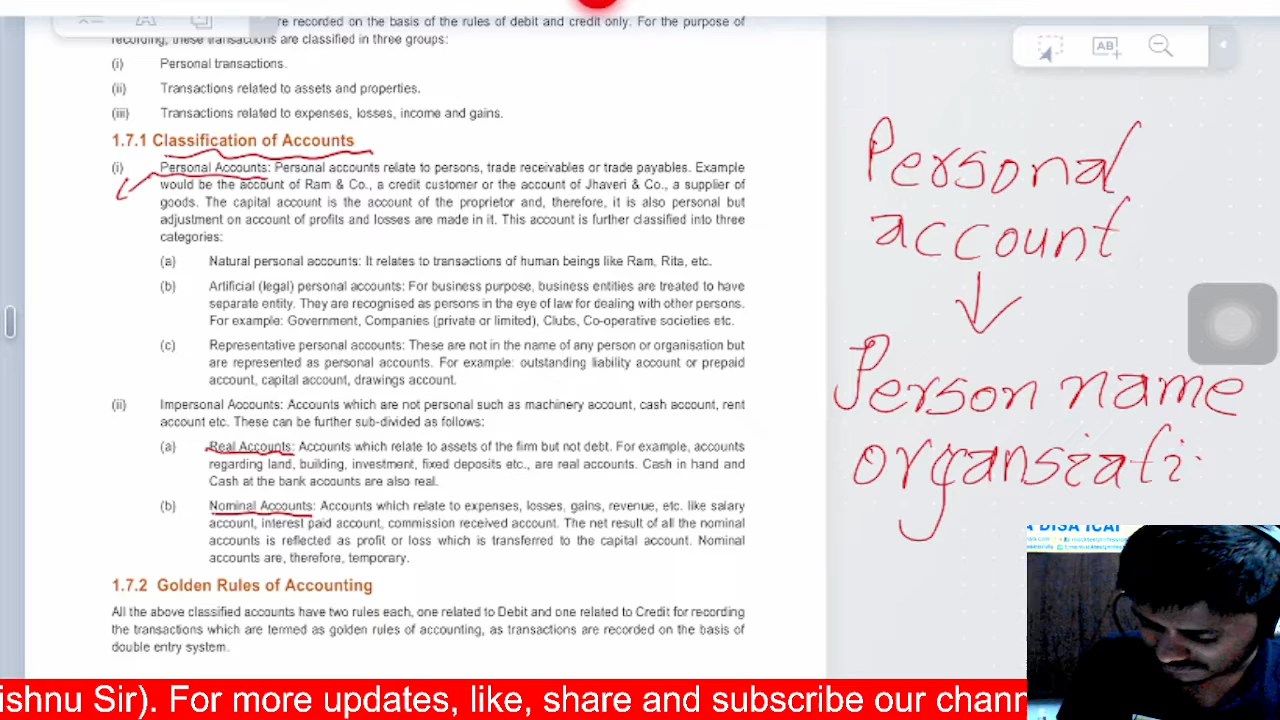 re recorded on the basis of the rules of debit and credit only. For the purpose of
recording, these transactions are classified in three groups:
(i) Personal transactions.
(ii) Transactions related to assets and properties.
(iii) Transactions related to expenses, losses, income and gains.
1.7.1 Classification of Accounts
(i) Personal Accounts: Personal accounts relate to persons, trade receivables or trade payables. Example
would be the account of Ram & Co., a credit customer or the account of Jhaveri & Co., a supplier of
goods. The capital account is the account of the proprietor and, therefore, it is also personal but
adjustment on account of profits and losses are made in it. This account is further classified into three
categories:
(a) Natural personal accounts: It relates to transactions of human beings like Ram, Rita, etc.
(b) Artificial (legal) personal accounts: For business purpose, business entities are treated to have
separate entity. They are recognised as persons in the eye of law for dealing with other persons.
For example: Government, Companies (private or limited), Clubs, Co-operative societies etc.
(c) Representative personal accounts: These are not in the name of any person or organisation but
are represented as personal accounts. For example: outstanding liability account or prepaid
account, capital account, drawings account.
(ii) Impersonal Accounts: Accounts which are not personal such as machinery account, cash account, rent
account etc. These can be further sub-divided as follows:
(a) Real Accounts: Accounts which relate to assets of the firm but not debt. For example, accounts
regarding land, building, investment, fixed deposits etc., are real accounts. Cash in hand and
Cash at the bank accounts are also real.
(b) Nominal Accounts: Accounts which relate to expenses, losses, gains, revenue, etc. like salary
account, interest paid account, commission received account. The net result of all the nominal
accounts is reflected as profit or loss which is transferred to the capital account. Nominal
accounts are, therefore, temporary.
1.7.2 Golden Rules of Accounting
All the above classified accounts have two rules each, one related to Debit and one related to Credit for recording
the transactions which are termed as golden rules of accounting, as transactions are recorded on the basis of
double entry system.
AB
Personal
account
Person name
organsiati
DISA ICAI
ishnu Sir). For more updates, like, share and subscribe our chann